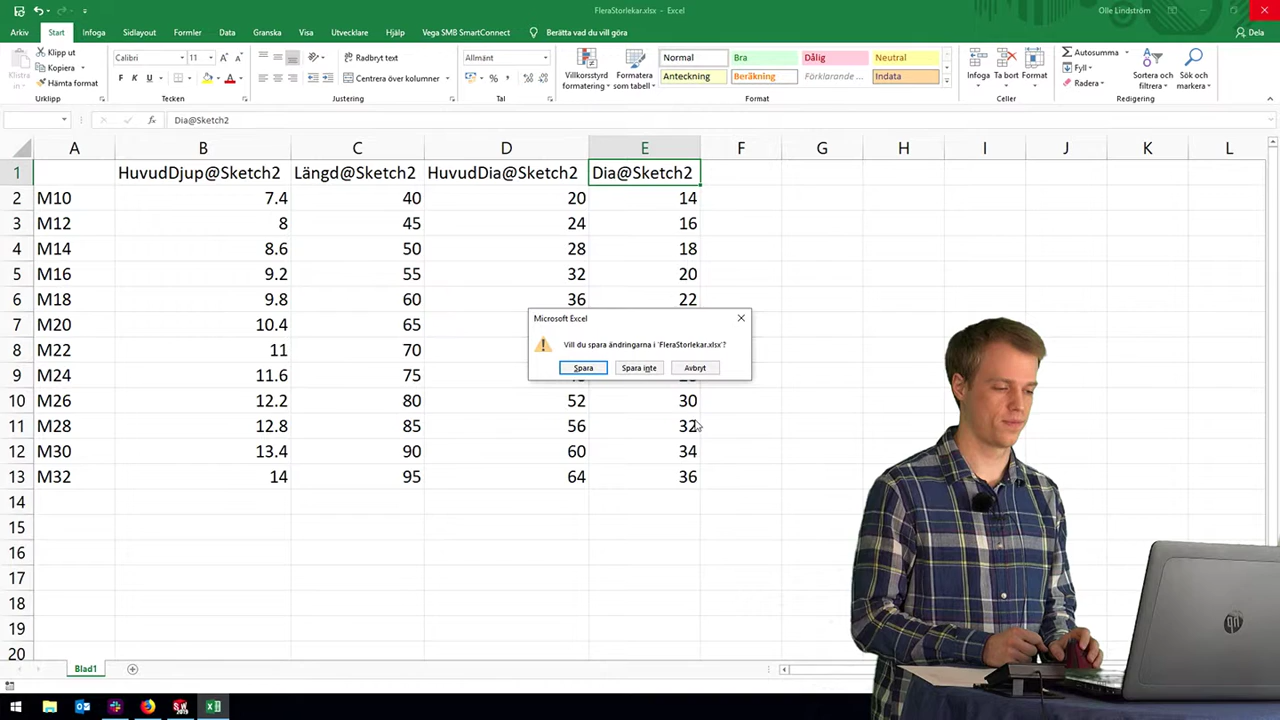 FleraStorlekar.xlsx - Excel
Olle Lindström
Arkiv Start Infoga Sidlayout Formler Data Granska Visa Utvecklare Hjälp Vega SMB SmartConnect Berätta vad du vill göra
Dela
Klistra
Klipp ut
Kopiera
Hämta format
Urklipp
Calibri 11
F K U
Tecken
Radbryt text
Centrera över kolumner
Justering
Allmänt
Tal
Villkorsstyrd formatering
Formatera som tabell
Normal Bra Dålig Neutral
Anteckning Beräkning Förklarande ... Indata
Format
Infoga Ta bort Format
Celler
Autosumma
Fyll
Radera
Sortera och filtrera
Sök och markera
Redigering
fx Dia@Sketch2
A B C D E F G H I J K L
1 HuvudDjup@Sketch2 Längd@Sketch2 HuvudDia@Sketch2 Dia@Sketch2
2 M10 7.4 40 20 14
3 M12 8 45 24 16
4 M14 8.6 50 28 18
5 M16 9.2 55 32 20
6 M18 9.8 60 36 22
7 M20 10.4 65
8 M22 11 70
9 M24 11.6 75
10 M26 12.2 80 52 30
11 M28 12.8 85 56 32
12 M30 13.4 90 60 34
13 M32 14 95 64 36
14
15
16
17
18
19
20
Microsoft Excel
Vill du spara ändringarna i 'FleraStorlekar.xlsx'?
Spara Spara inte Avbryt
Blad1
hp